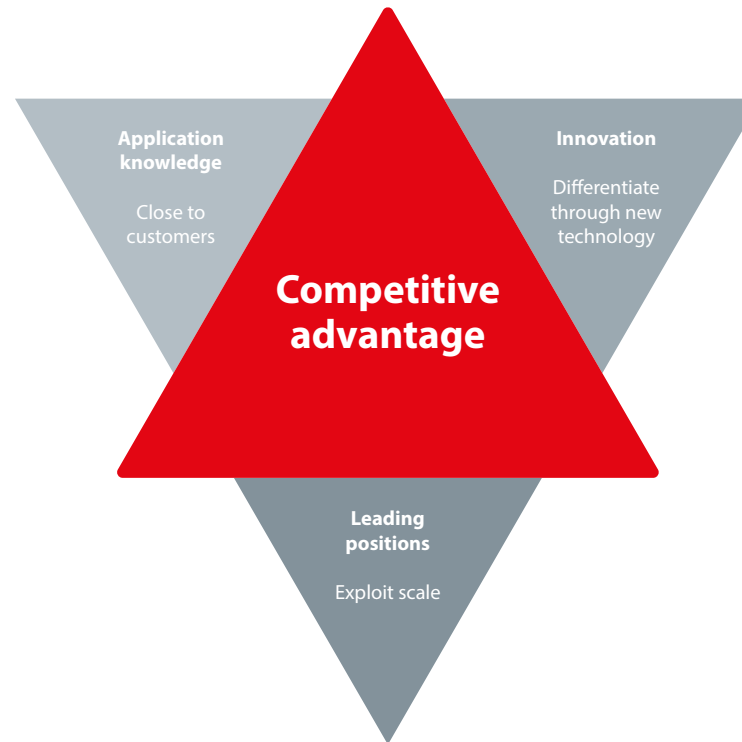 Application
knowledge
Close to
customers
Innovation
Differentiate
through new
technology
Competitive
advantage
Leading
positions
Exploit scale